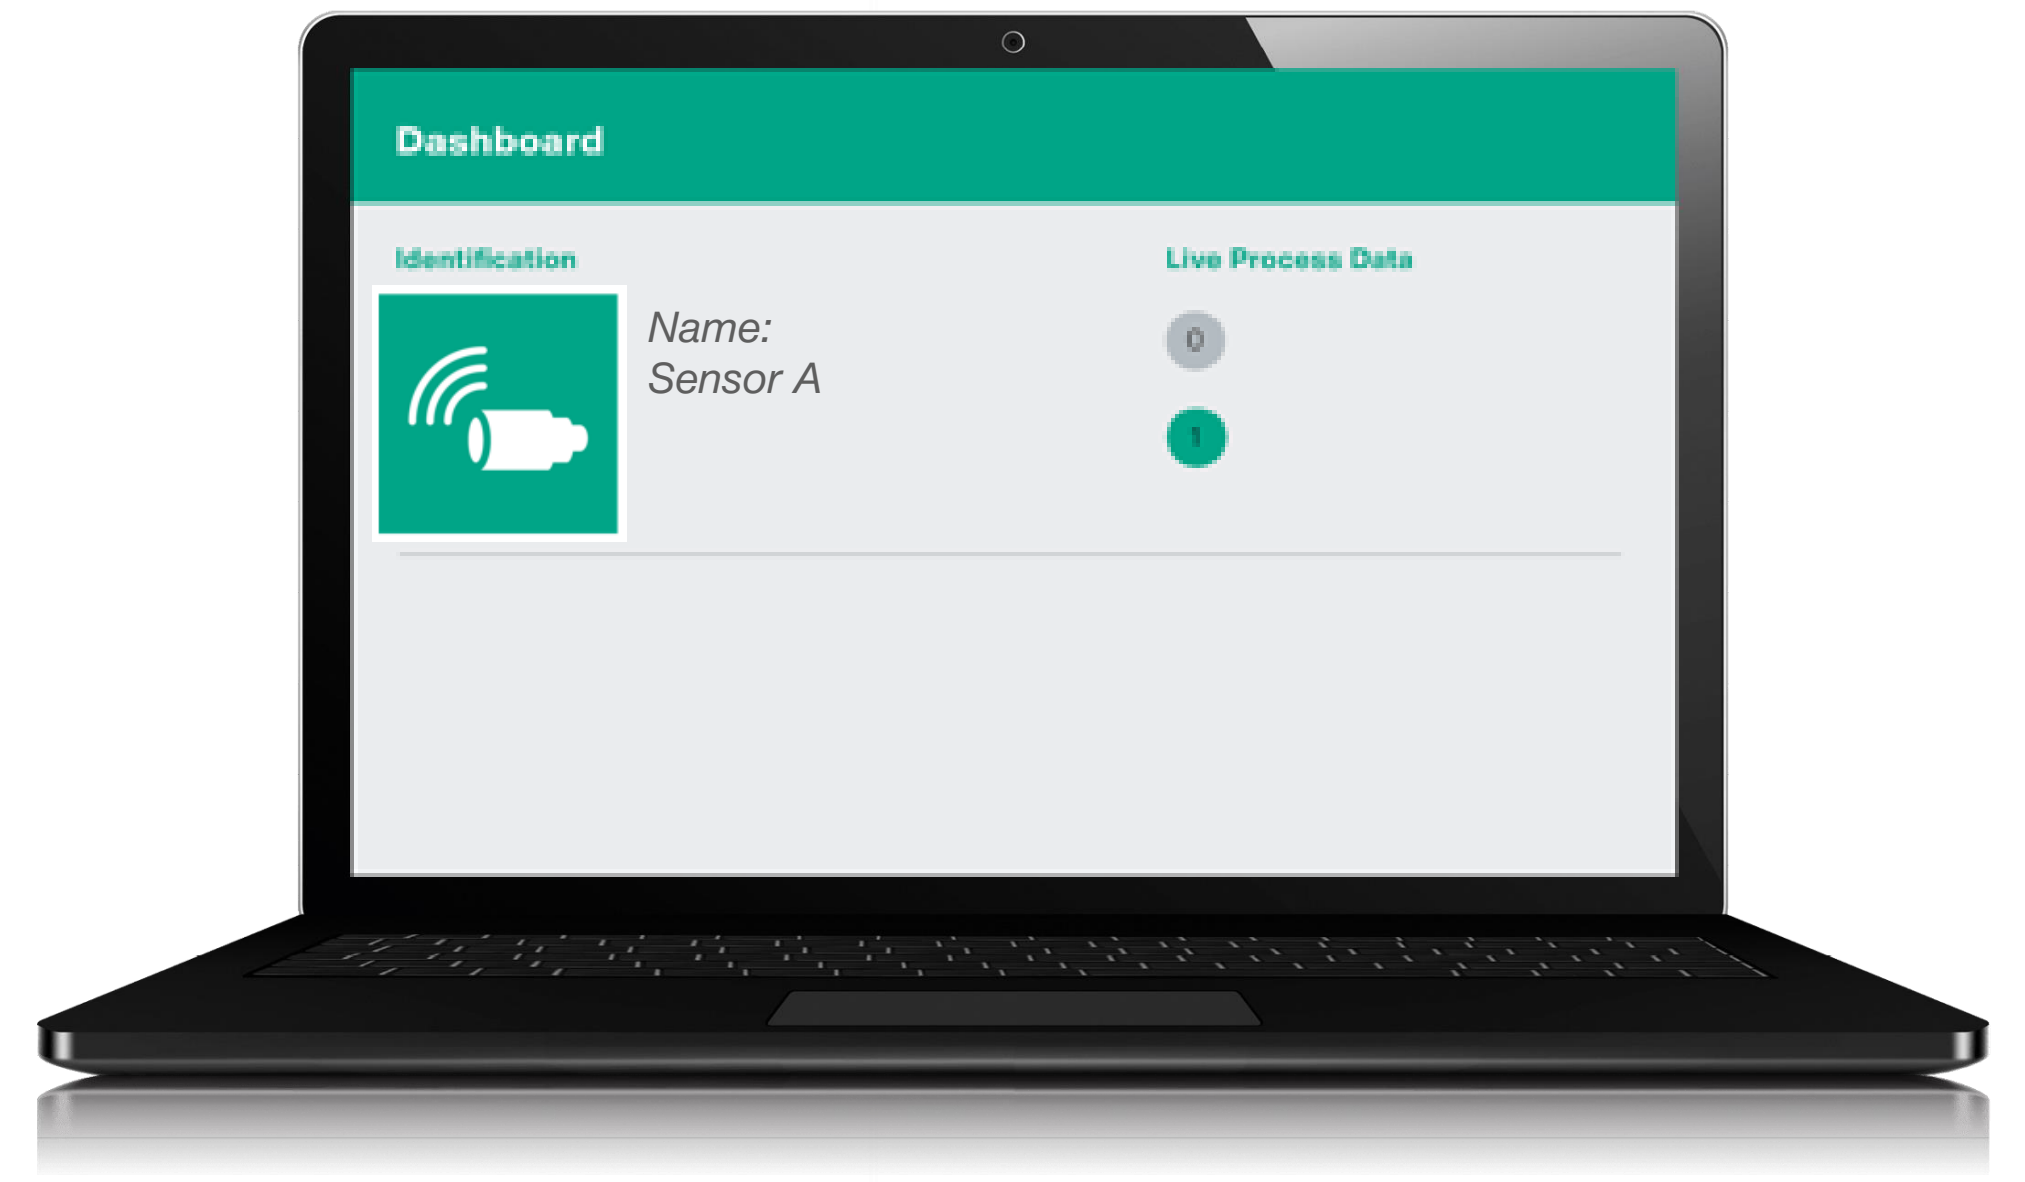 Dashboard
Identification
Live Process Data
Name:
Sensor A
0
1